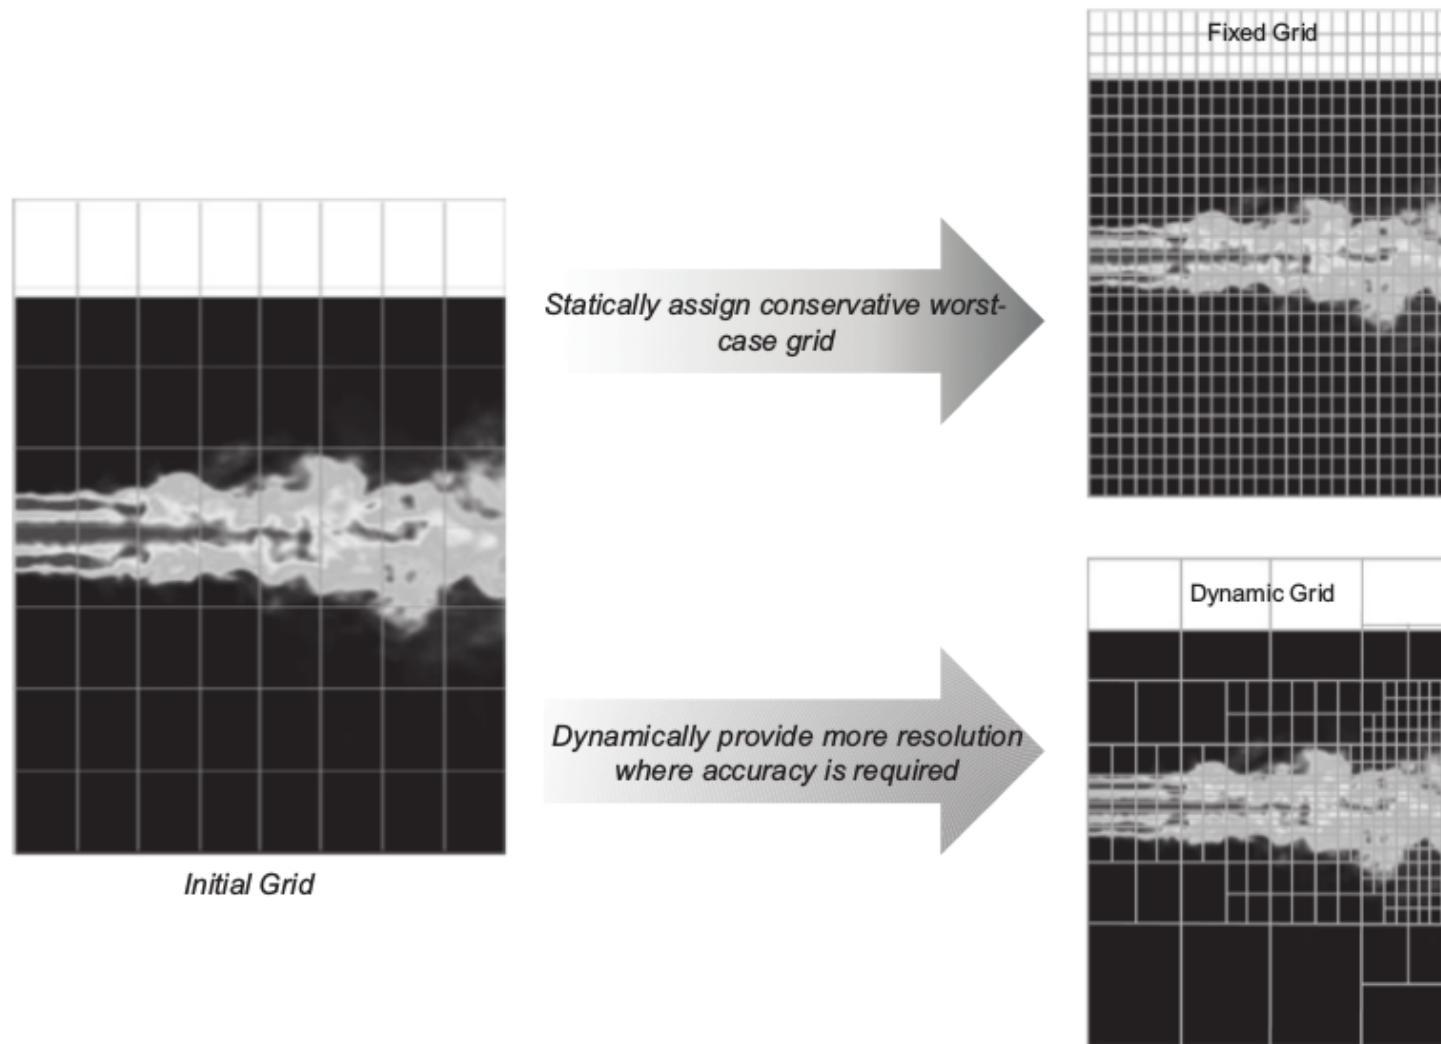 Fixed Grid
Statically assign conservative worst-
case grid
Dynamic Grid
Dynamically provide more resolution
where accuracy is required
Initial Grid